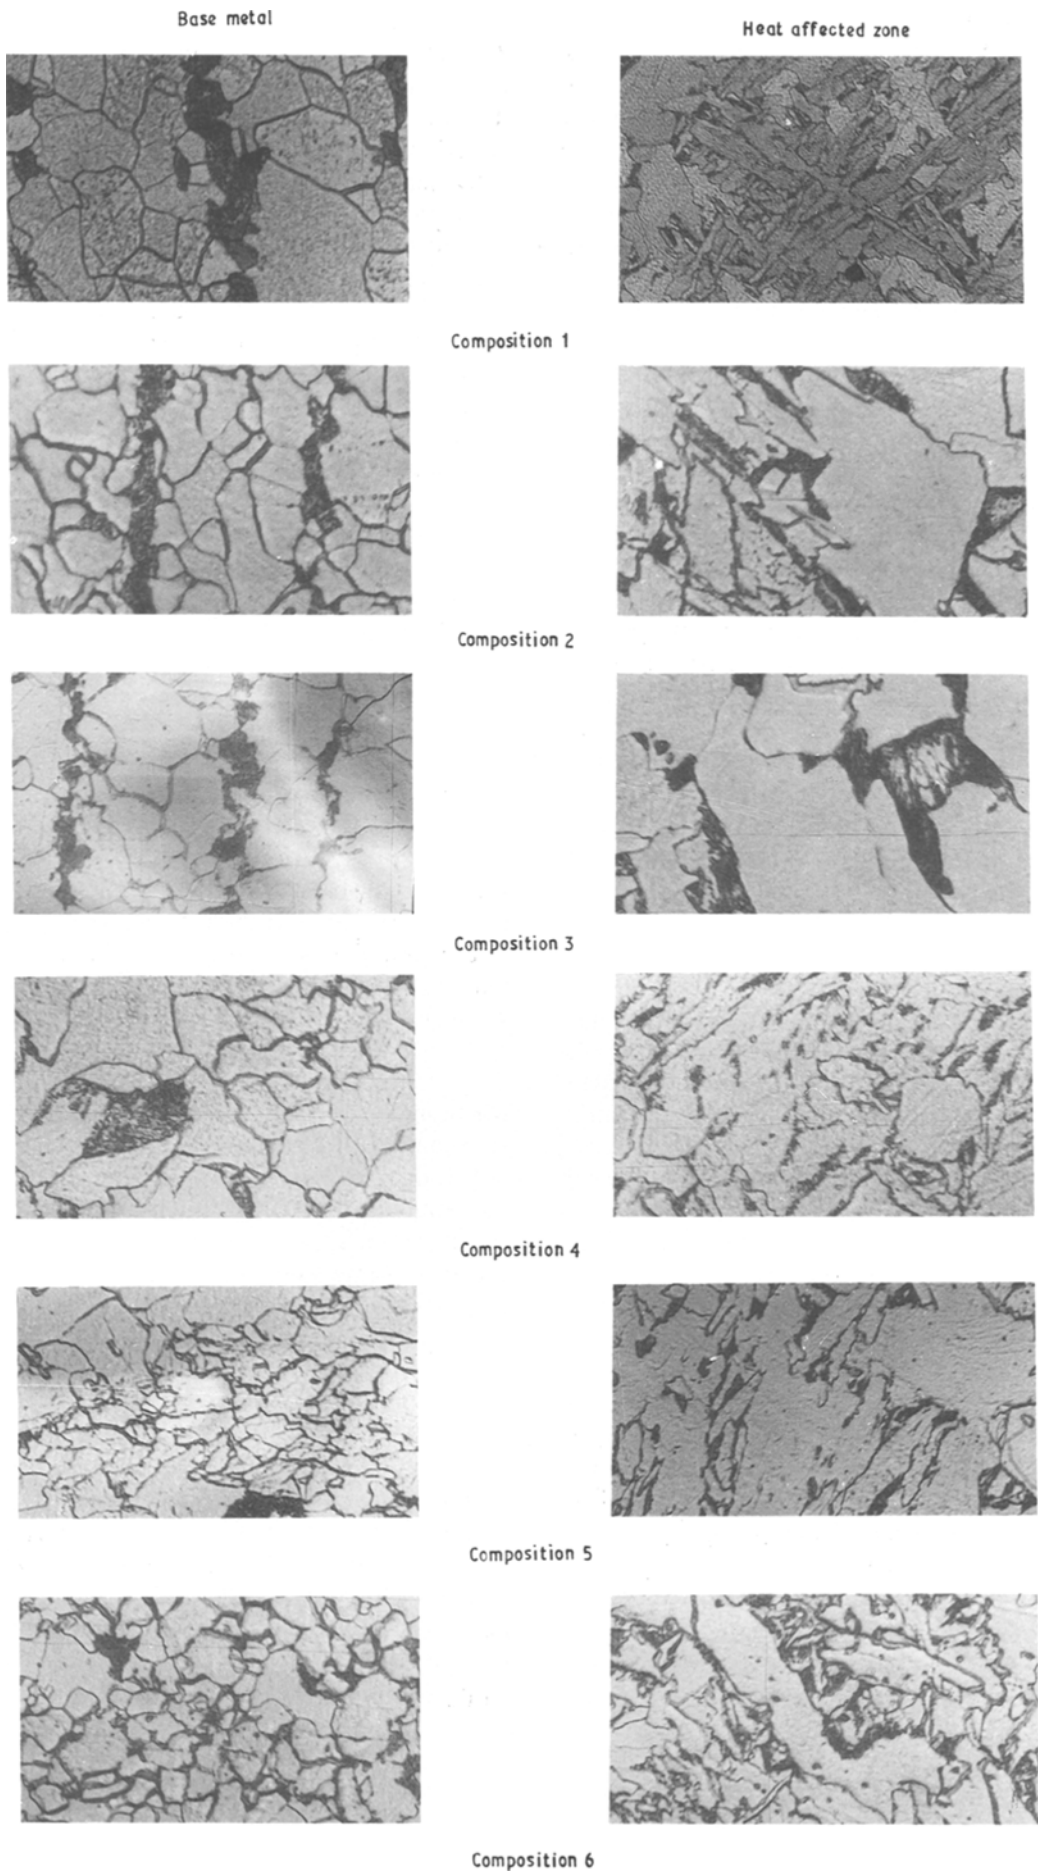 Base metal
Heat affected zone
Composition 1
Composition 2
Composition 3
Composition 4
Composition 5
Composition 6